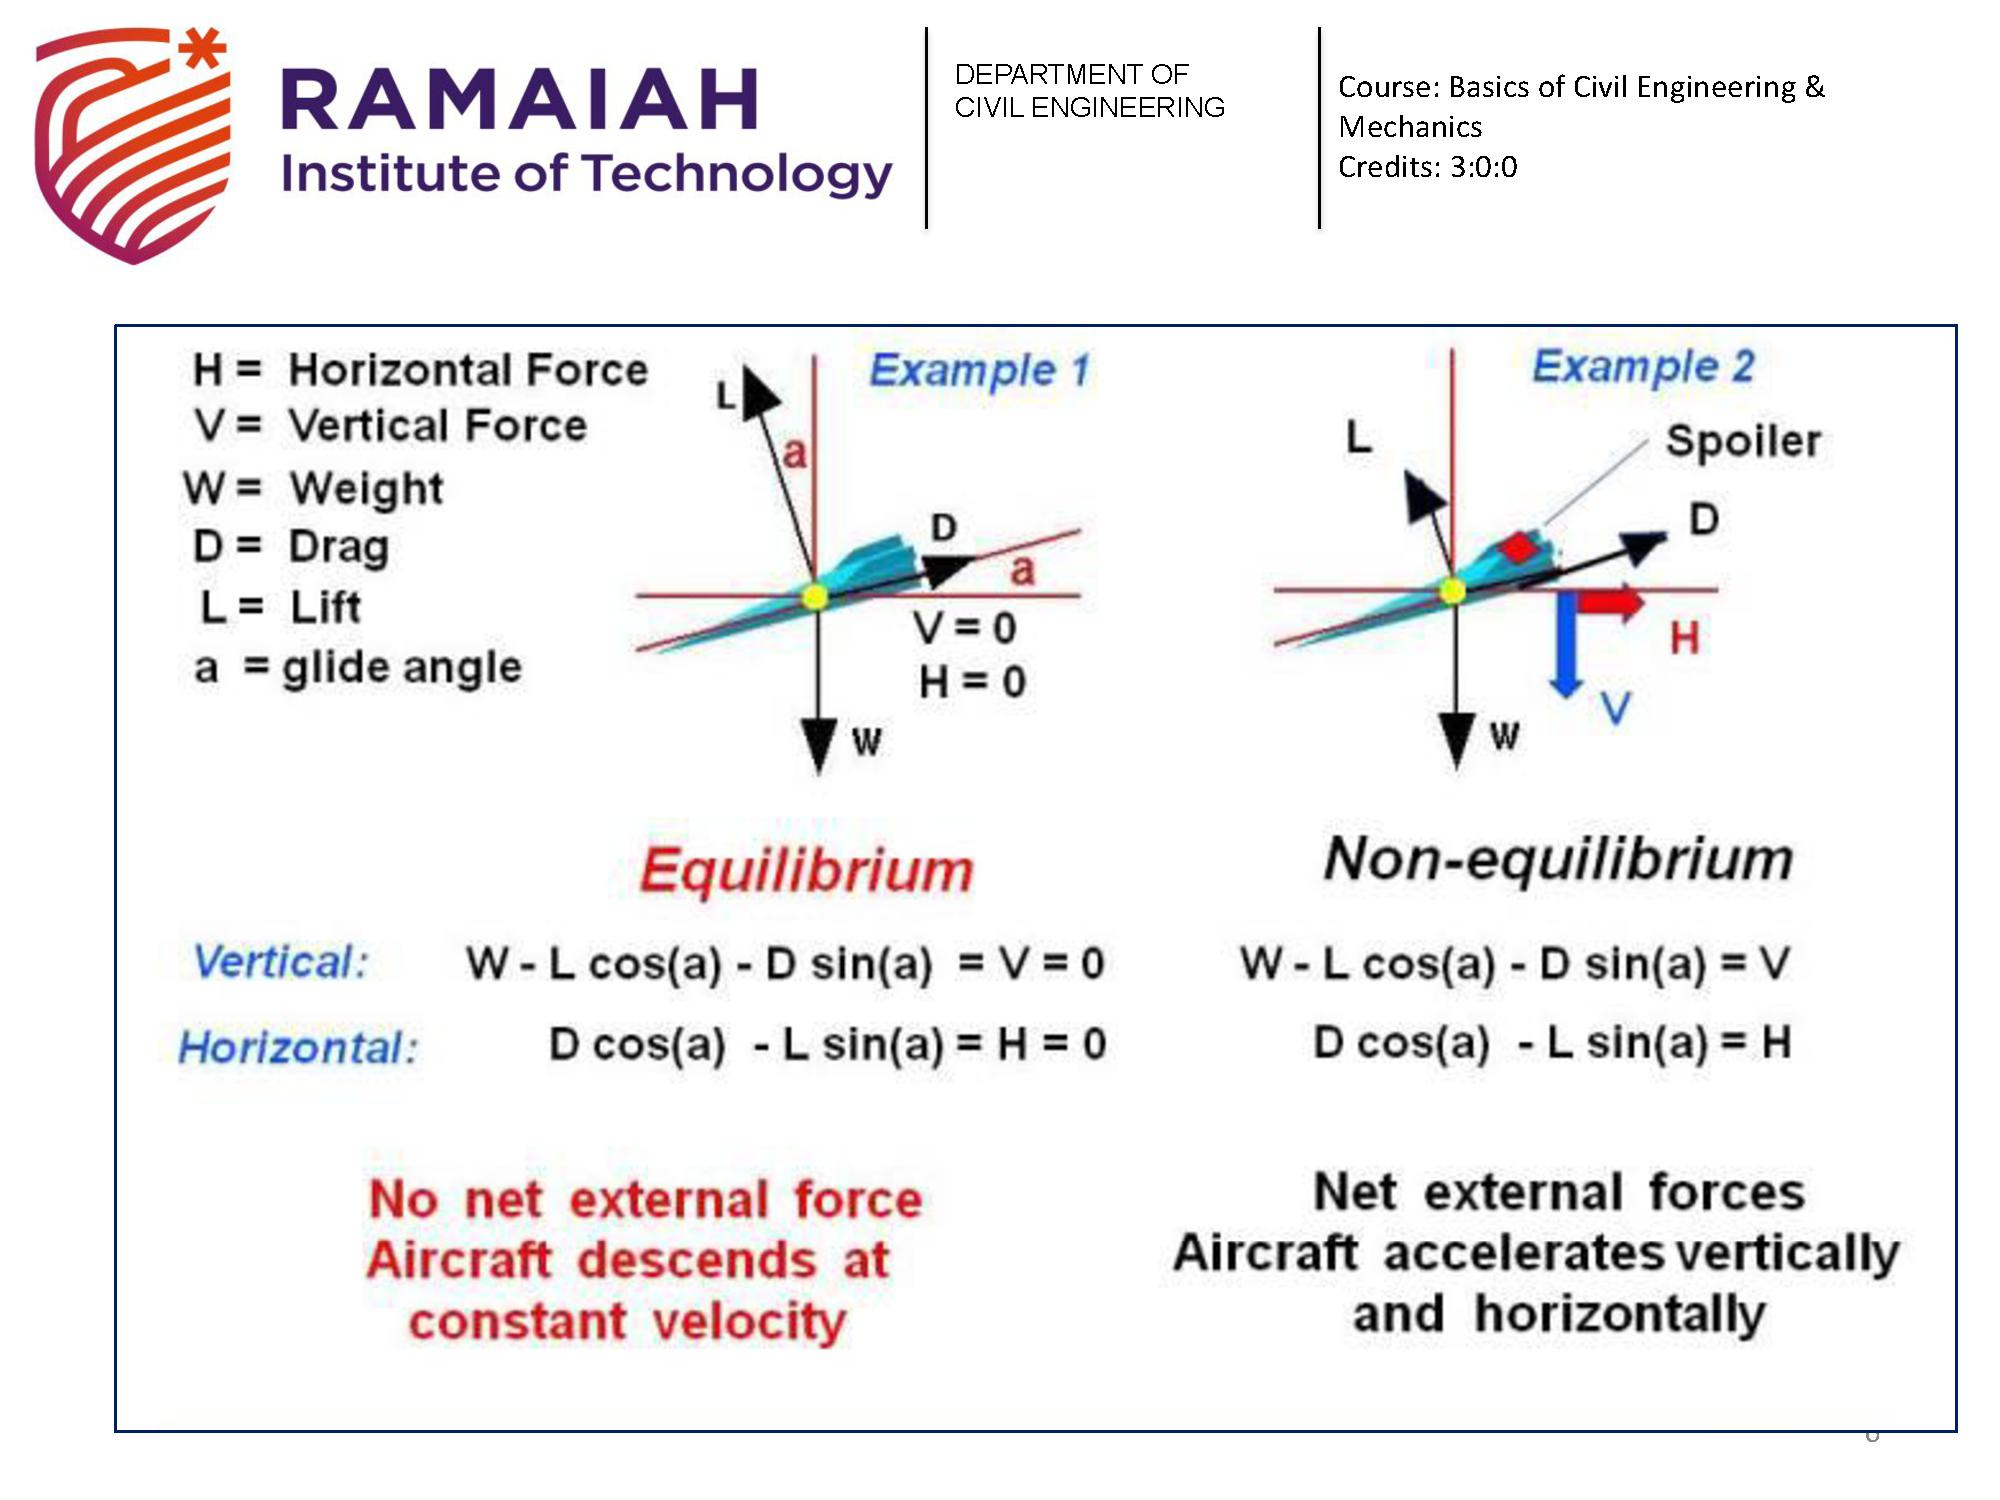 RAMAIAH
Institute of Technology
DEPARTMENT OF
CIVIL ENGINEERING
Course: Basics of Civil Engineering &
Mechanics
Credits: 3:0:0
H = Horizontal Force
V = Vertical Force
W = Weight
D = Drag
L = Lift
a = glide angle
Example 1
L
a
D
a
V = 0
H = 0
W
Example 2
L
Spoiler
D
H
V
W
Equilibrium
Non-equilibrium
Vertical: W - L cos(a) - D sin(a) = V = 0
W - L cos(a) - D sin(a) = V
Horizontal: D cos(a) - L sin(a) = H = 0
D cos(a) - L sin(a) = H
No net external force
Aircraft descends at
constant velocity
Net external forces
Aircraft accelerates vertically
and horizontally